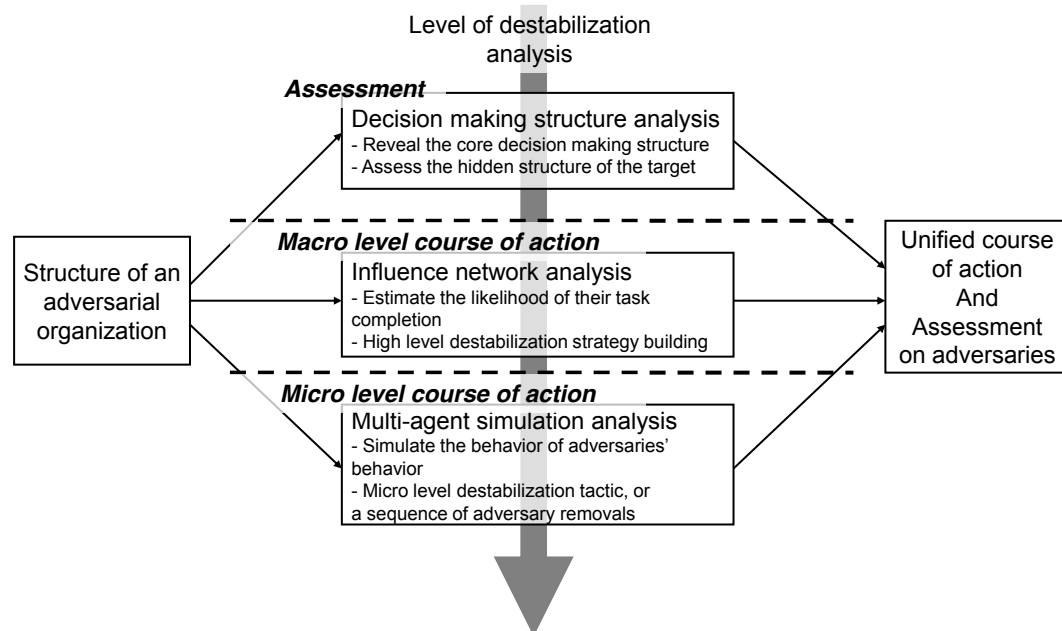 Level of destabilization
analysis
Assessment
Decision making structure analysis
- Reveal the core decision making structure
- Assess the hidden structure of the target
Macro level course of action
Influence network analysis
- Estimate the likelihood of their task
completion
- High level destabilization strategy building
Micro level course of action
Multi-agent simulation analysis
- Simulate the behavior of adversaries’
behavior
- Micro level destabilization tactic, or
a sequence of adversary removals
Structure of an
adversarial
organization
Unified course
of action
And
Assessment
on adversaries